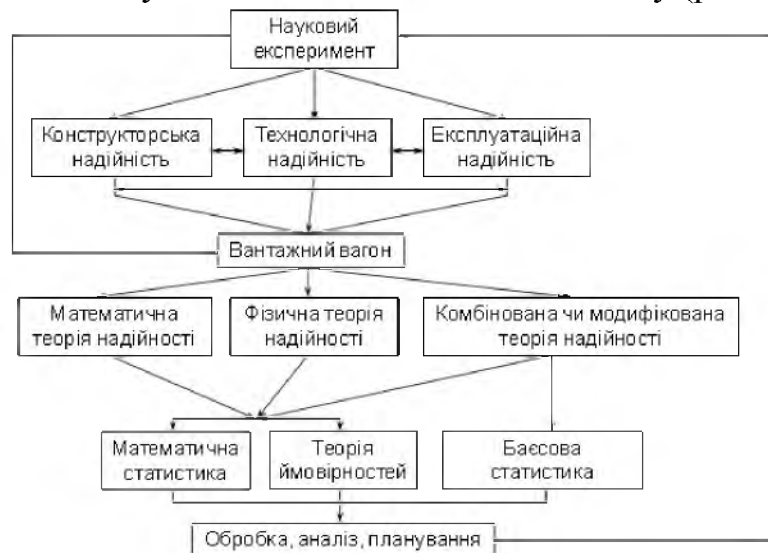 Науковий
експеримент
Конструкторська
надійність
Технологічна
надійність
Експлуатаційна
надійність
Вантажний вагон
Математична
теорія надійності
Фізична теорія
надійності
Комбінована чи модифікована
теорія надійності
Математична
статистика
Теорія
ймовірностей
Баєсова
статистика
Обробка, аналіз, планування